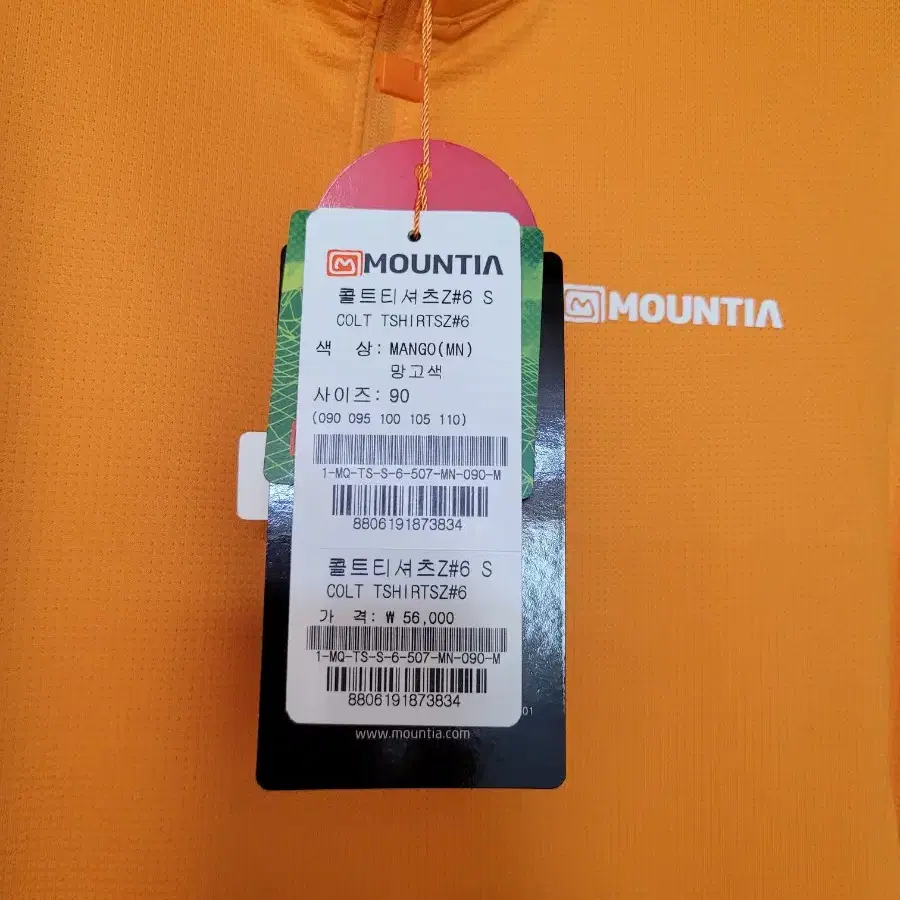 MOUNTIA
콜트티셔츠Z#6 S
COLT TSHIRTSZ#6
색 상: MANGO(MN)
망고색
사이즈: 90
(090 095 100 105 110)
1-MQ-TS-S-6-507-MN-090-M
8806191873834
콜트티셔츠Z#6 S
COLT TSHIRTSZ#6
가 격: ₩ 56,000
1-MQ-TS-S-6-507-MN-090-M
8806191873834
01
www.mountia.com
MOUNTIA